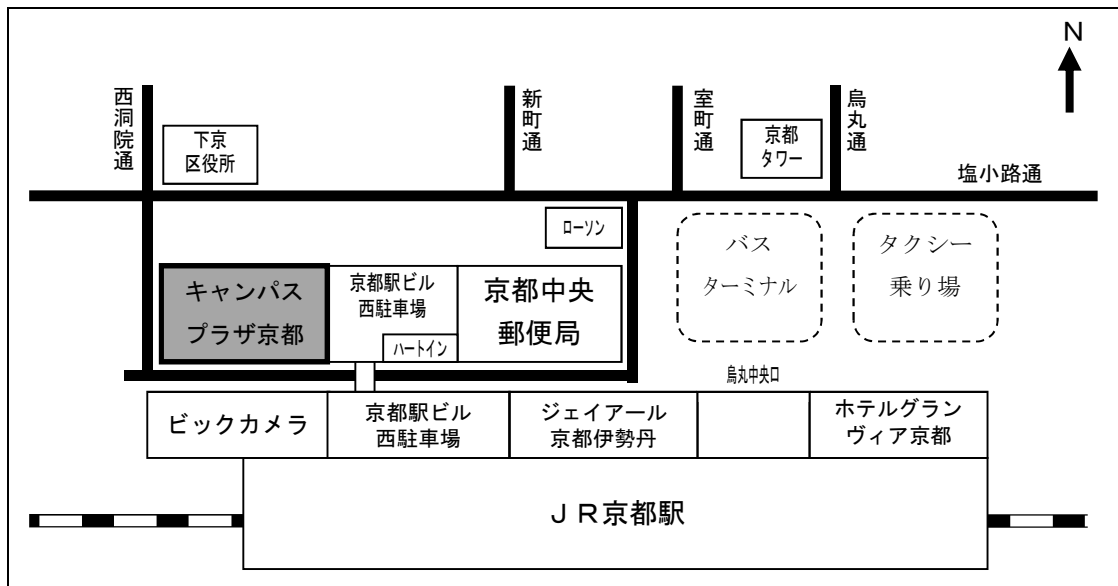 N
西洞院通
新町通
室町通
烏丸通
下京
区役所
京都
タワー
塩小路通
ローソン
バス
ターミナル
タクシー
乗り場
キャンパス
プラザ京都
京都駅ビル
西駐車場
ハートイン
京都中央
郵便局
烏丸中央口
ビックカメラ
京都駅ビル
西駐車場
ジェイアール
京都伊勢丹
ホテルグラン
ヴィア京都
ＪＲ京都駅